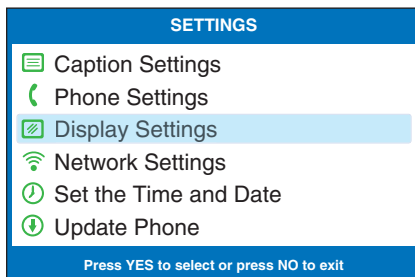 SETTINGS
Caption Settings
Phone Settings
Display Settings
Network Settings
Set the Time and Date
Update Phone
Press YES to select or press NO to exit